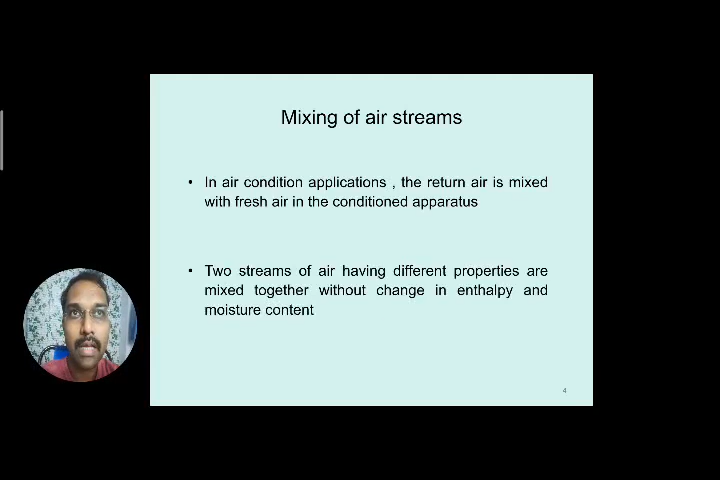 Mixing of air streams
• In air condition applications , the return air is mixed
with fresh air in the conditioned apparatus
• Two streams of air having different properties are
mixed together without change in enthalpy and
moisture content
4